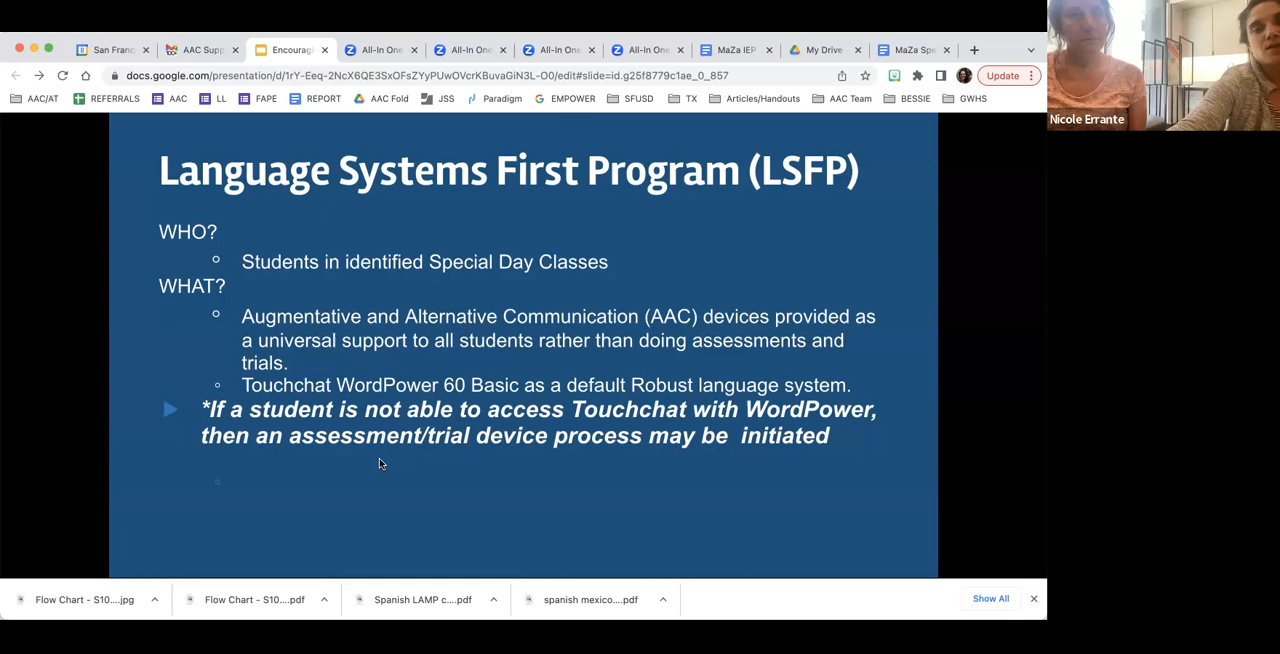 San Franc
AAC Supp
Encouragi
All-In One
All-In One
All-In One
All-In One
MaZa IEP
My Drive
MaZa Spe
docs.google.com/presentation/d/1rY-Eeq-2NcX6QE3SxOFsZYyPUwOVcrKBuvaGiN3L-O0/edit#slide=id.g25f8779c1ae_0_857
Update
AAC/AT
REFERRALS
AAC
LL
FAPE
REPORT
AAC Fold
JSS
Paradigm
EMPOWER
SFUSD
TX
Articles/Handouts
AAC Team
BESSIE
GWHS
Nicole Errante
Language Systems First Program (LSFP)
WHO?
Students in identified Special Day Classes
WHAT?
Augmentative and Alternative Communication (AAC) devices provided as
a universal support to all students rather than doing assessments and
trials.
Touchchat WordPower 60 Basic as a default Robust language system.
*If a student is not able to access Touchchat with WordPower,
then an assessment/trial device process may be initiated
Flow Chart - S10....jpg
Flow Chart - S10....pdf
Spanish LAMP c....pdf
spanish mexico....pdf
Show All